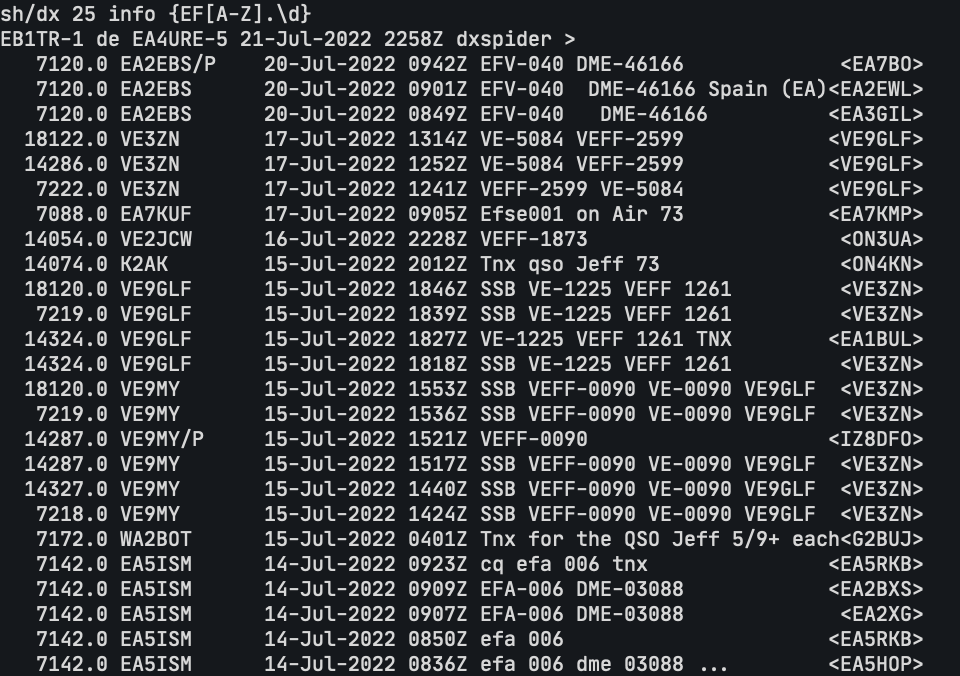 sh/dx 25 info {EF[A-Z].\d}
EB1TR-1 de EA4URE-5 21-Jul-2022 2258Z dxspider >
7120.0 EA2EBS/P 20-Jul-2022 0942Z EFV-040 DME-46166 <EA7BO>
7120.0 EA2EBS 20-Jul-2022 0901Z EFV-040 DME-46166 Spain (EA)<EA2EWL>
7120.0 EA2EBS 20-Jul-2022 0849Z EFV-040 DME-46166 <EA3GIL>
18122.0 VE3ZN 17-Jul-2022 1314Z VE-5084 VEFF-2599 <VE9GLF>
14286.0 VE3ZN 17-Jul-2022 1252Z VE-5084 VEFF-2599 <VE9GLF>
7222.0 VE3ZN 17-Jul-2022 1241Z VEFF-2599 VE-5084 <VE9GLF>
7088.0 EA7KUF 17-Jul-2022 0905Z Efse001 on Air 73 <EA7KMP>
14054.0 VE2JCW 16-Jul-2022 2228Z VEFF-1873 <ON3UA>
14074.0 K2AK 15-Jul-2022 2012Z Tnx qso Jeff 73 <ON4KN>
18120.0 VE9GLF 15-Jul-2022 1846Z SSB VE-1225 VEFF 1261 <VE3ZN>
7219.0 VE9GLF 15-Jul-2022 1839Z SSB VE-1225 VEFF 1261 <VE3ZN>
14324.0 VE9GLF 15-Jul-2022 1827Z VE-1225 VEFF 1261 TNX <EA1BUL>
14324.0 VE9GLF 15-Jul-2022 1818Z SSB VE-1225 VEFF 1261 <VE3ZN>
18120.0 VE9MY 15-Jul-2022 1553Z SSB VEFF-0090 VE-0090 VE9GLF <VE3ZN>
7219.0 VE9MY 15-Jul-2022 1536Z SSB VEFF-0090 VE-0090 VE9GLF <VE3ZN>
14287.0 VE9MY/P 15-Jul-2022 1521Z VEFF-0090 <IZ8DFO>
14287.0 VE9MY 15-Jul-2022 1517Z SSB VEFF-0090 VE-0090 VE9GLF <VE3ZN>
14327.0 VE9MY 15-Jul-2022 1440Z SSB VEFF-0090 VE-0090 VE9GLF <VE3ZN>
7218.0 VE9MY 15-Jul-2022 1424Z SSB VEFF-0090 VE-0090 VE9GLF <VE3ZN>
7172.0 WA2BOT 15-Jul-2022 0401Z Tnx for the QSO Jeff 5/9+ each<G2BUJ>
7142.0 EA5ISM 14-Jul-2022 0923Z cq efa 006 tnx <EA5RKB>
7142.0 EA5ISM 14-Jul-2022 0909Z EFA-006 DME-03088 <EA2BXS>
7142.0 EA5ISM 14-Jul-2022 0907Z EFA-006 DME-03088 <EA2XG>
7142.0 EA5ISM 14-Jul-2022 0850Z efa 006 <EA5RKB>
7142.0 EA5ISM 14-Jul-2022 0836Z efa 006 dme 03088 ... <EA5HOP>